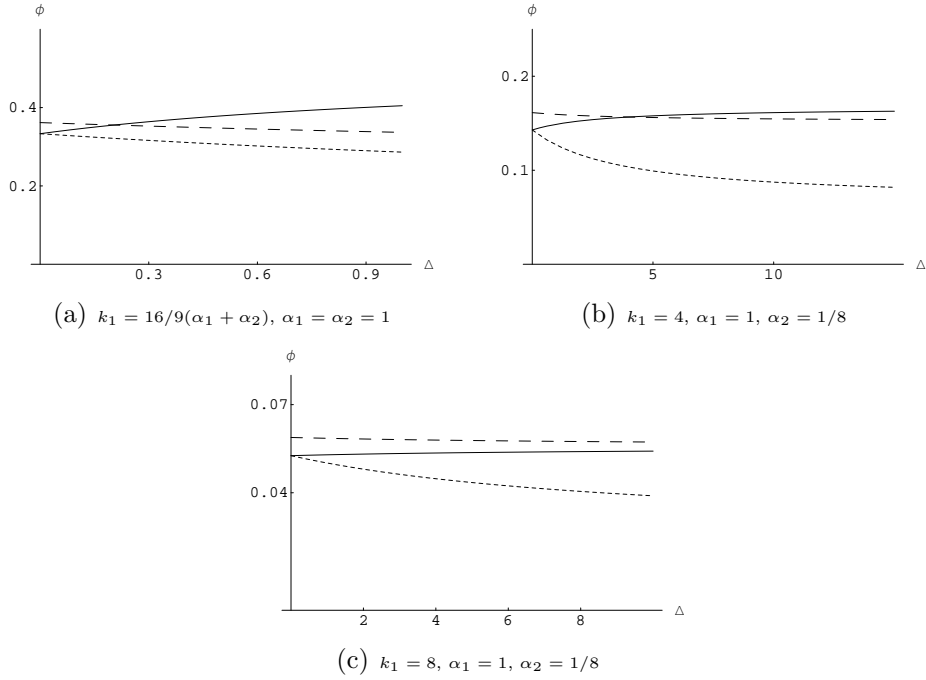 ϕ
0.4
0.2
0.3 0.6 0.9 Δ
(a) k₁ = 16/9(α₁ + α₂), α₁ = α₂ = 1
ϕ
0.2
0.1
5 10 Δ
(b) k₁ = 4, α₁ = 1, α₂ = 1/8
ϕ
0.07
0.04
2 4 6 8 Δ
(c) k₁ = 8, α₁ = 1, α₂ = 1/8